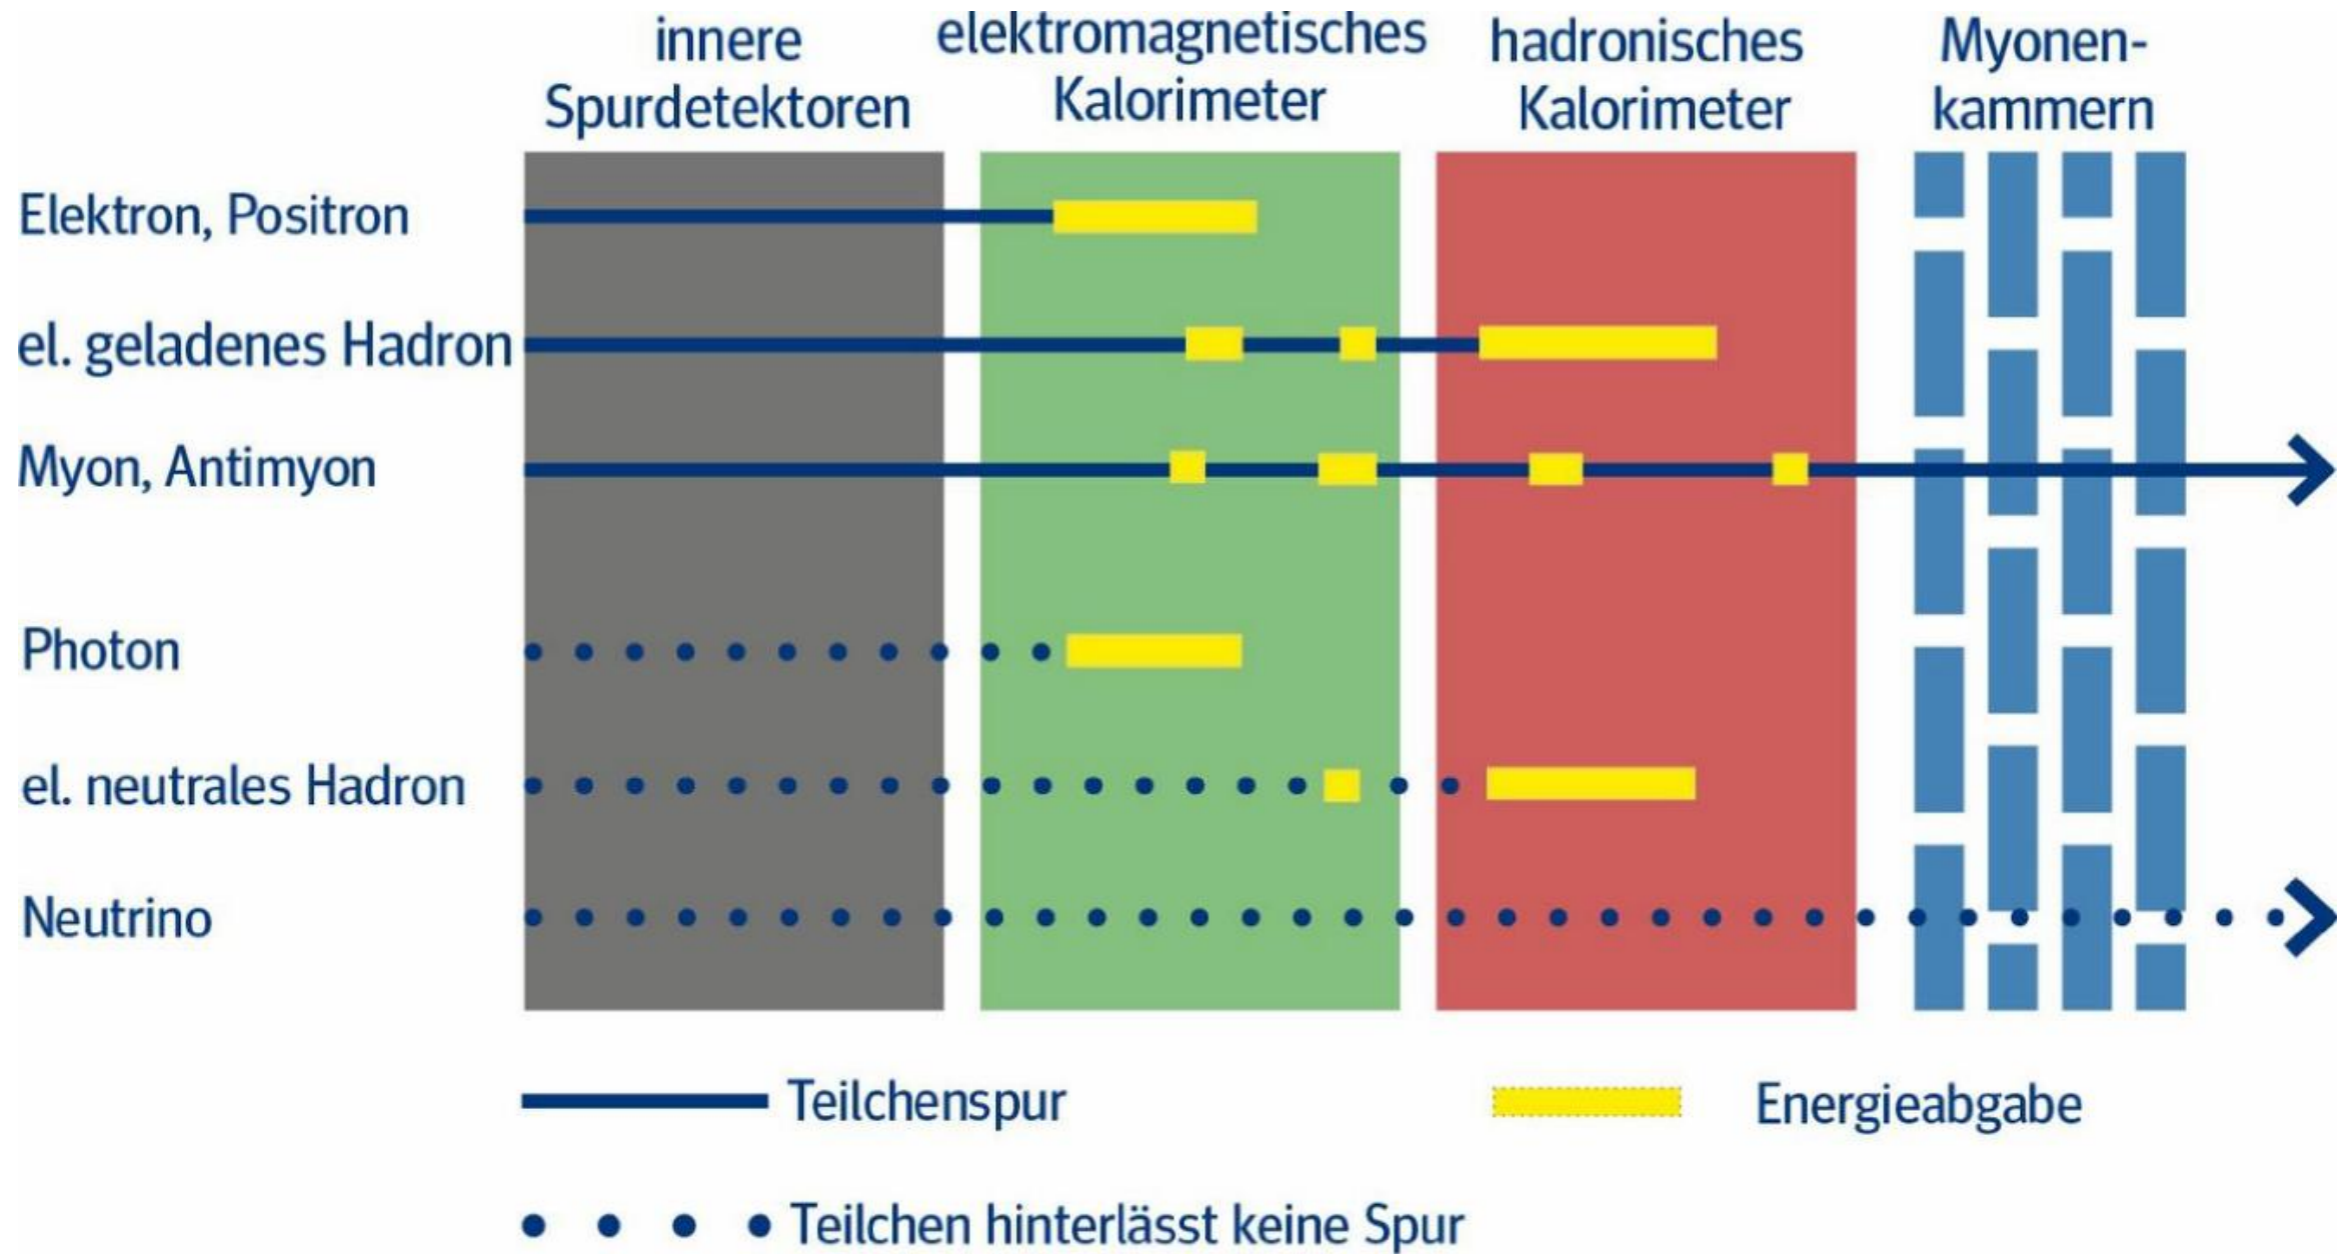 innere
Spurdetektoren
elektromagnetisches
Kalorimeter
hadronisches
Kalorimeter
Myonen-
kammern
Elektron, Positron
el. geladenes Hadron
Myon, Antimyon
Photon
el. neutrales Hadron
Neutrino
Teilchenspur
Energieabgabe
Teilchen hinterlässt keine Spur